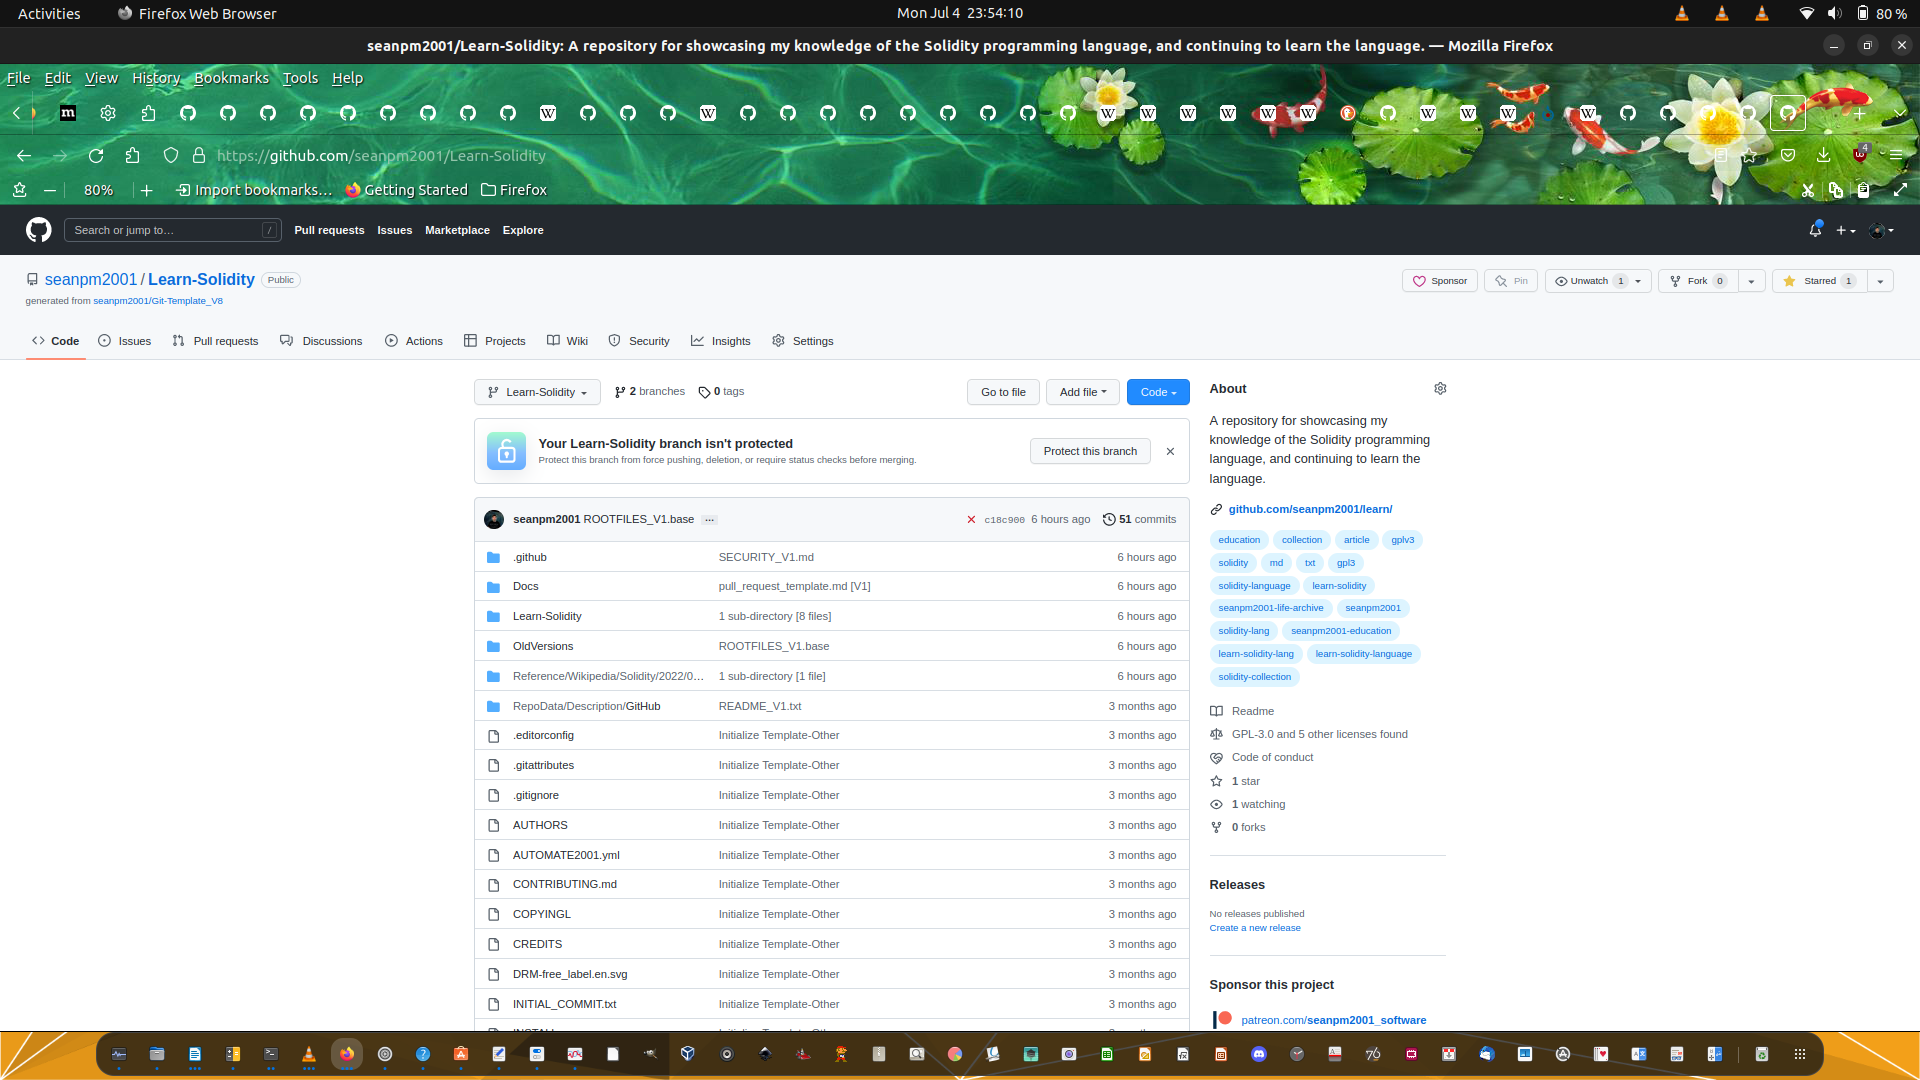 Activities
Firefox Web Browser
Mon Jul 4 23:54:10
80 %
seanpm2001/Learn-Solidity: A repository for showcasing my knowledge of the Solidity programming language, and continuing to learn the language. — Mozilla Firefox
File Edit View History Bookmarks Tools Help
https://github.com/seanpm2001/Learn-Solidity
4
80%
Import bookmarks…
Getting Started
Firefox
Search or jump to…
/
Pull requests Issues Marketplace Explore
seanpm2001 / Learn-Solidity Public
generated from seanpm2001/Git-Template_V8
Sponsor
Pin
Unwatch 1
Fork 0
Starred 1
Code
Issues
Pull requests
Discussions
Actions
Projects
Wiki
Security
Insights
Settings
Learn-Solidity
2 branches
0 tags
Go to file
Add file
Code
Your Learn-Solidity branch isn't protected
Protect this branch from force pushing, deletion, or require status checks before merging.
Protect this branch
seanpm2001 ROOTFILES_V1.base ... c18c900 6 hours ago 51 commits
.github SECURITY_V1.md 6 hours ago
Docs pull_request_template.md [V1] 6 hours ago
Learn-Solidity 1 sub-directory [8 files] 6 hours ago
OldVersions ROOTFILES_V1.base 6 hours ago
Reference/Wikipedia/Solidity/2022/0… 1 sub-directory [1 file] 6 hours ago
RepoData/Description/GitHub README_V1.txt 3 months ago
.editorconfig Initialize Template-Other 3 months ago
.gitattributes Initialize Template-Other 3 months ago
.gitignore Initialize Template-Other 3 months ago
AUTHORS Initialize Template-Other 3 months ago
AUTOMATE2001.yml Initialize Template-Other 3 months ago
CONTRIBUTING.md Initialize Template-Other 3 months ago
COPYINGL Initialize Template-Other 3 months ago
CREDITS Initialize Template-Other 3 months ago
DRM-free_label.en.svg Initialize Template-Other 3 months ago
INITIAL_COMMIT.txt Initialize Template-Other 3 months ago
About
A repository for showcasing my
knowledge of the Solidity programming
language, and continuing to learn the
language.
github.com/seanpm2001/learn/
education collection article gplv3
solidity md txt gpl3
solidity-language learn-solidity
seanpm2001-life-archive seanpm2001
solidity-lang seanpm2001-education
learn-solidity-lang learn-solidity-language
solidity-collection
Readme
GPL-3.0 and 5 other licenses found
Code of conduct
1 star
1 watching
0 forks
Releases
No releases published
Create a new release
Sponsor this project
patreon.com/seanpm2001_software